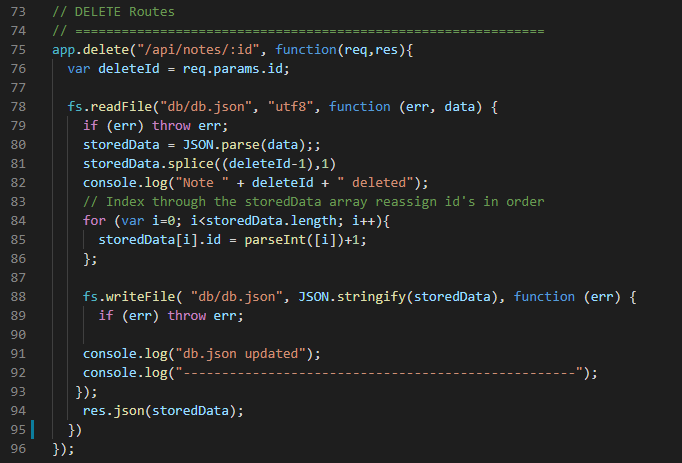 73 // DELETE Routes
74 // =============================================================
75 app.delete("/api/notes/:id", function(req,res){
76   var deleteId = req.params.id;
77
78   fs.readFile("db/db.json", "utf8", function (err, data) {
79     if (err) throw err;
80     storedData = JSON.parse(data);;
81     storedData.splice((deleteId-1),1)
82     console.log("Note " + deleteId + " deleted");
83     // Index through the storedData array reassign id's in order
84     for (var i=0; i<storedData.length; i++){
85       storedData[i].id = parseInt([i])+1;
86     };
87
88     fs.writeFile( "db/db.json", JSON.stringify(storedData), function (err) {
89       if (err) throw err;
90
91     console.log("db.json updated");
92     console.log("---------------------------------------------------");
93    });
94     res.json(storedData);
95   })
96 });